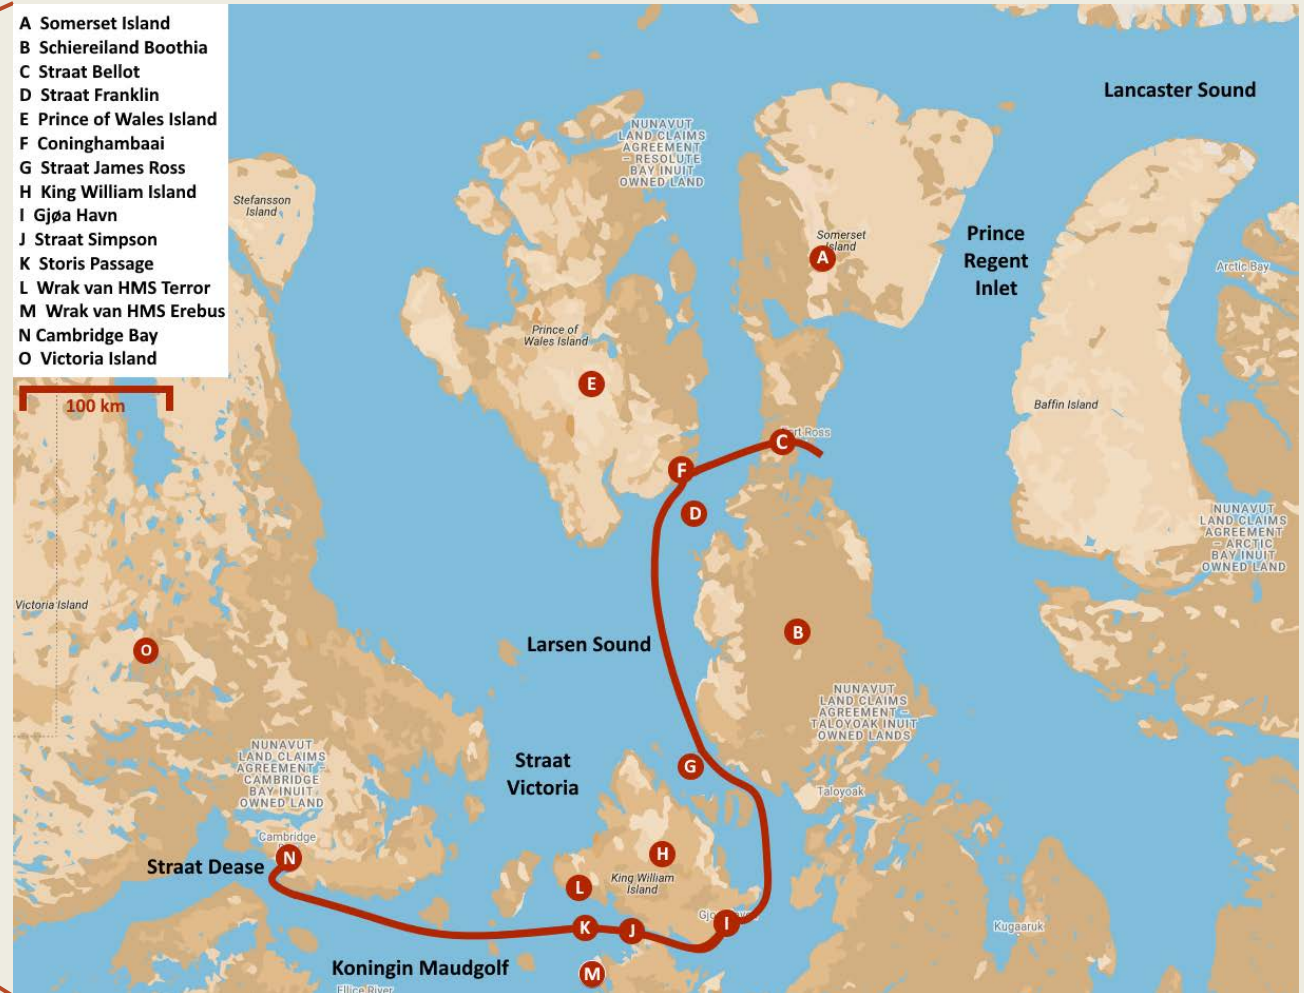 A Somerset Island
B Schiereiland Boothia
C Straat Bellot
D Straat Franklin
E Prince of Wales Island
F Coninghambaai
G Straat James Ross
H King William Island
I Gjøa Havn
J Straat Simpson
K Storis Passage
L Wrak van HMS Terror
M Wrak van HMS Erebus
N Cambridge Bay
O Victoria Island
100 km
Lancaster Sound
NUNAVUT
LAND CLAIMS
AGREEMENT
– RESOLUTE
BAY INUIT
OWNED LAND
Stefansson
Island
Somerset
Island
A
Prince
Regent
Inlet
Arctic Bay
Prince of
Wales Island
E
Baffin Island
C
F
D
NUNAVUT
LAND CLAIMS
AGREEMENT
– ARCTIC
BAY INUIT
OWNED LAND
Victoria Island
O
B
Larsen Sound
NUNAVUT
LAND CLAIMS
AGREEMENT –
TALOYOAK INUIT
OWNED LANDS
NUNAVUT
LAND CLAIMS
AGREEMENT –
CAMBRIDGE
BAY INUIT
OWNED LAND
Straat
Victoria
G
Taloyoak
Cambridge
N
Straat Dease
H
King William
Island
L
K
J
I
Kugaaruk
Koningin Maudgolf
M
Ellice River